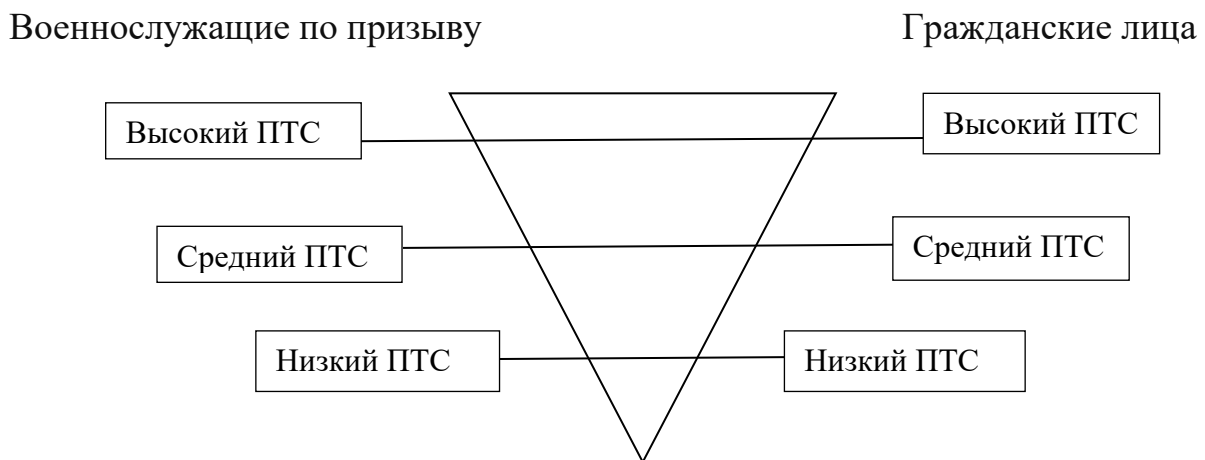 Военнослужащие по призыву Гражданские лица
Высокий ПТС Высокий ПТС
Средний ПТС Средний ПТС
Низкий ПТС Низкий ПТС